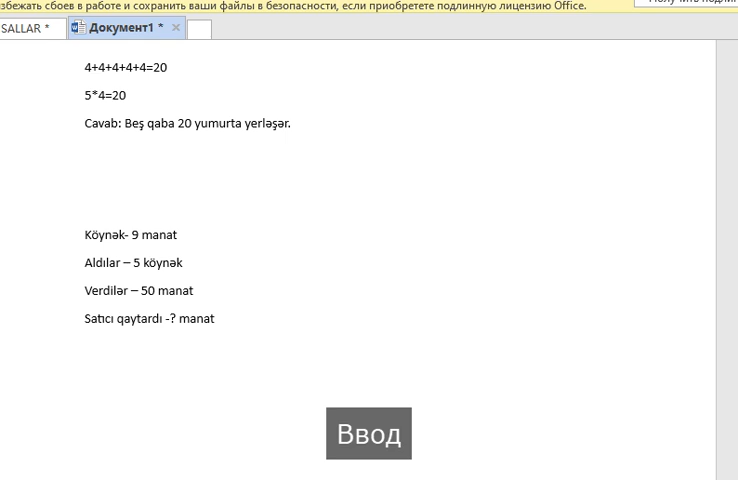 збежать сбоев в работе и сохранить ваши файлы в безопасности, если приобретете подлинную лицензию Office.
SALLAR *
Документ1 *
4+4+4+4+4=20
5*4=20
Cavab: Beş qaba 20 yumurta yerləşər.
Köynək- 9 manat
Aldılar – 5 köynək
Verdilər – 50 manat
Satıcı qaytardı -? manat
Ввод